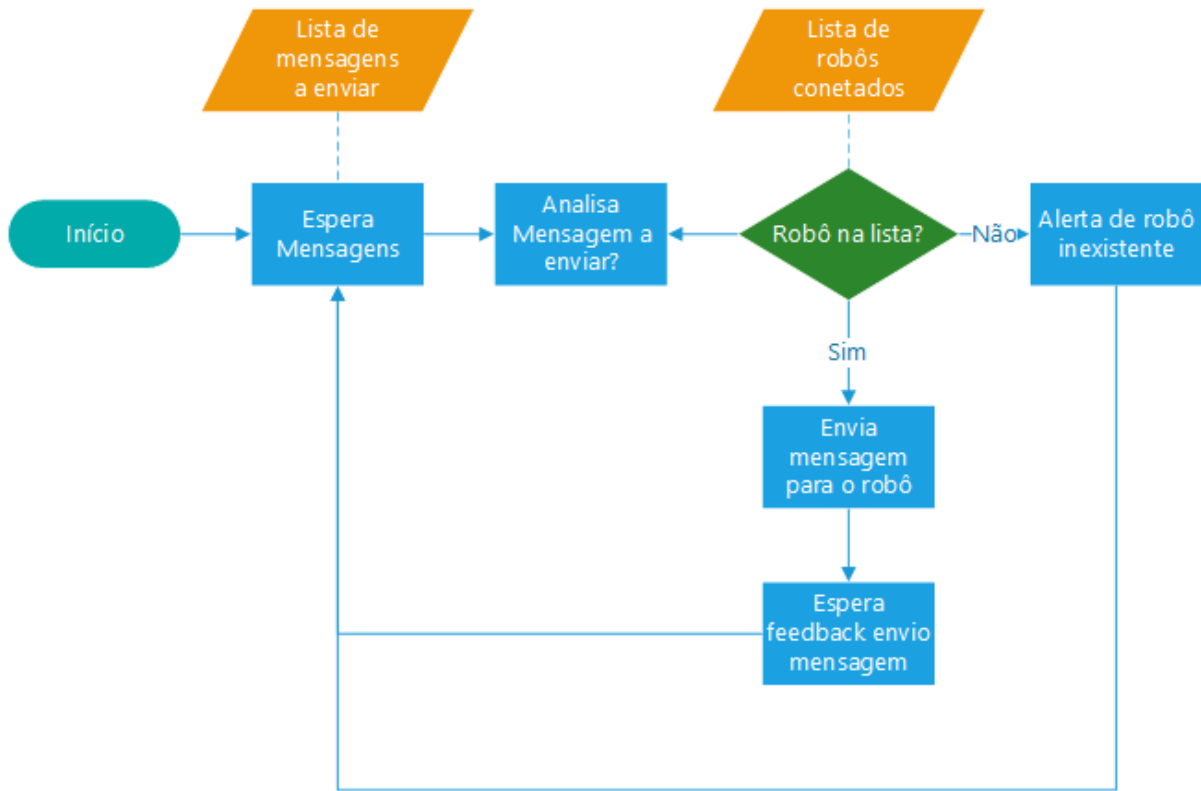 Lista de
mensagens
a enviar
Lista de
robôs
conetados
Início
Espera
Mensagens
Analisa
Mensagem a
enviar?
Robô na lista?
Não
Alerta de robô
inexistente
Sim
Envia
mensagem
para o robô
Espera
feedback envio
mensagem